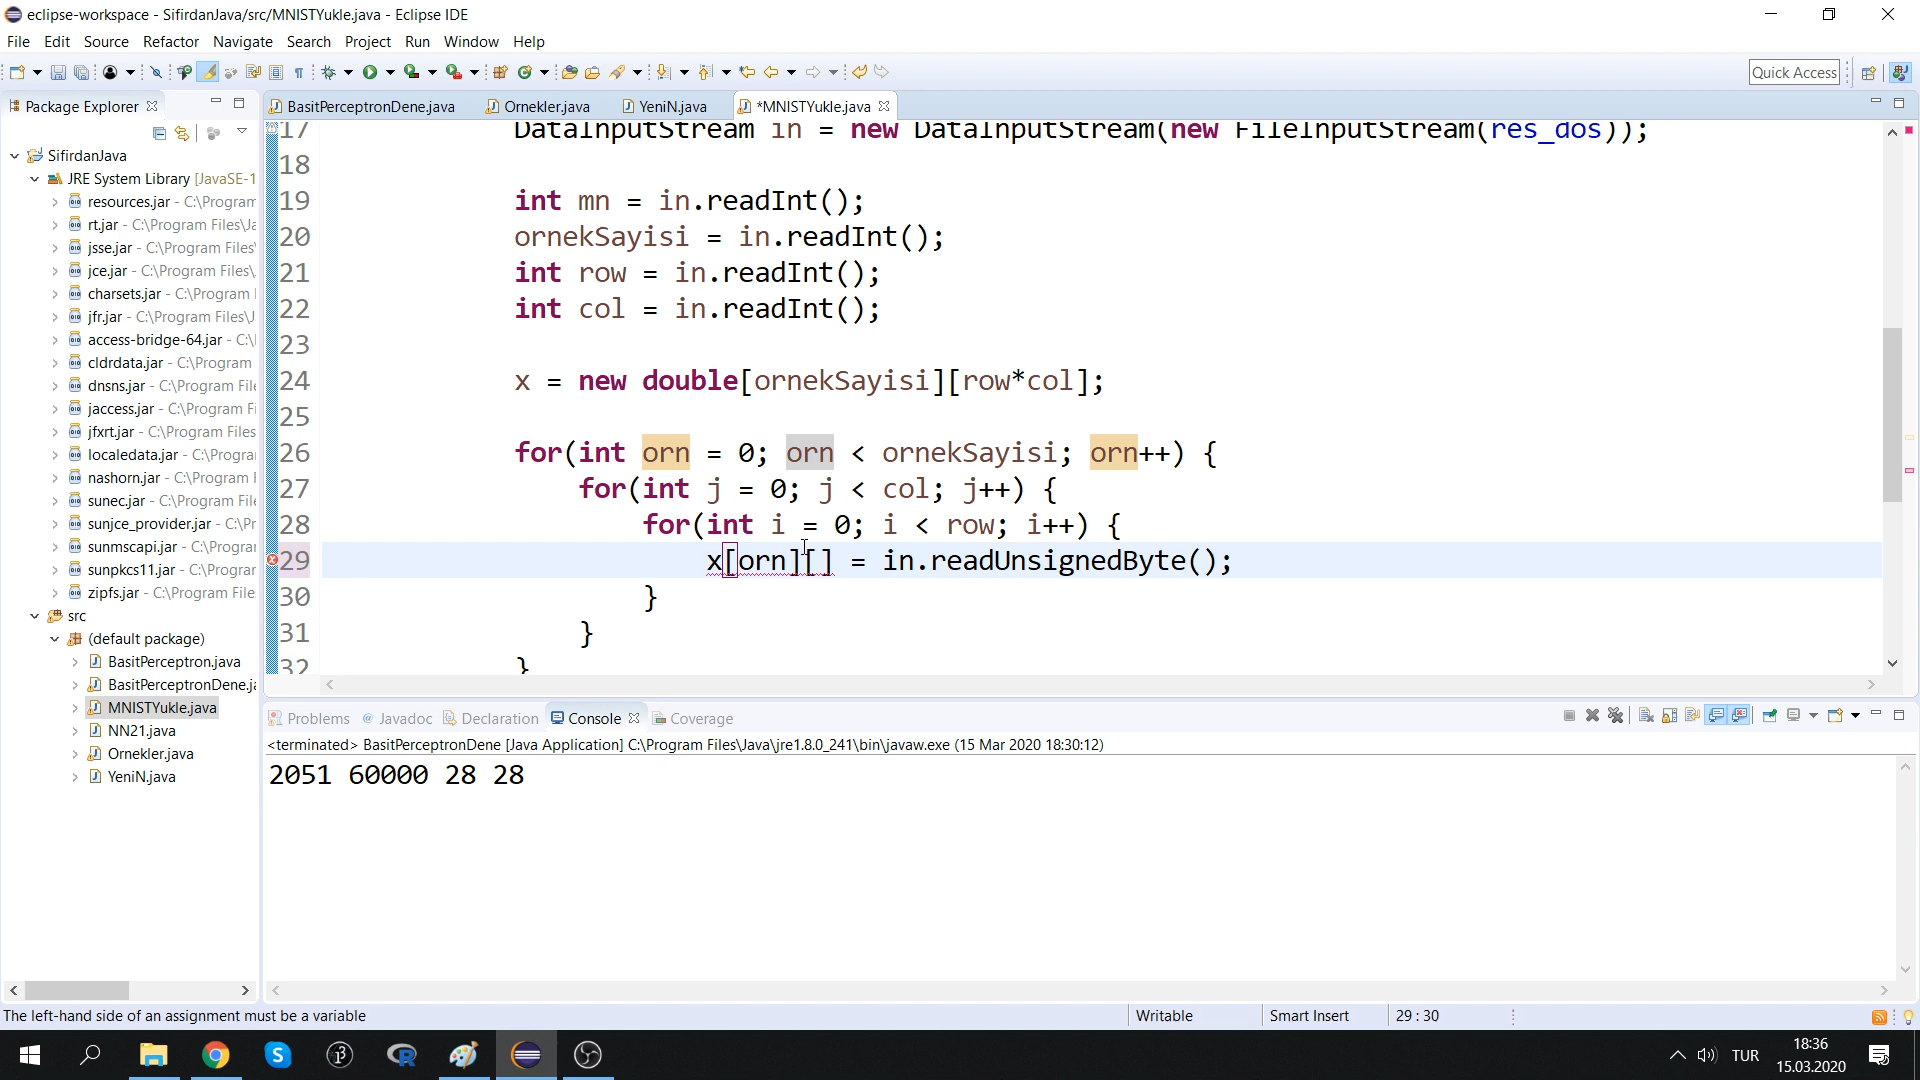 eclipse-workspace - SifirdanJava/src/MNISTYukle.java - Eclipse IDE
File Edit Source Refactor Navigate Search Project Run Window Help
Quick Access
Package Explorer
BasitPerceptronDene.java Ornekler.java YeniN.java *MNISTYukle.java
SifirdanJava
JRE System Library [JavaSE-1
resources.jar - C:\Program
rt.jar - C:\Program Files\Ja
jsse.jar - C:\Program Files\
jce.jar - C:\Program Files\
charsets.jar - C:\Program
jfr.jar - C:\Program Files\J
access-bridge-64.jar - C:\
cldrdata.jar - C:\Program
dnsns.jar - C:\Program File
jaccess.jar - C:\Program F
jfxrt.jar - C:\Program Files
localedata.jar - C:\Progra
nashorn.jar - C:\Program
sunec.jar - C:\Program File
sunjce_provider.jar - C:\Pr
sunmscapi.jar - C:\Progra
sunpkcs11.jar - C:\Progra
zipfs.jar - C:\Program File
src
(default package)
BasitPerceptron.java
BasitPerceptronDene.ja
MNISTYukle.java
NN21.java
Ornekler.java
YeniN.java
17 DataInputStream in = new DataInputStream(new FileInputStream(res_dos));
18
19 int mn = in.readInt();
20 ornekSayisi = in.readInt();
21 int row = in.readInt();
22 int col = in.readInt();
23
24 x = new double[ornekSayisi][row*col];
25
26 for(int orn = 0; orn < ornekSayisi; orn++) {
27 for(int j = 0; j < col; j++) {
28 for(int i = 0; i < row; i++) {
29 x[orn][] = in.readUnsignedByte();
30 }
31 }
32 }
Problems @ Javadoc Declaration Console Coverage
<terminated> BasitPerceptronDene [Java Application] C:\Program Files\Java\jre1.8.0_241\bin\javaw.exe (15 Mar 2020 18:30:12)
2051 60000 28 28
The left-hand side of an assignment must be a variable
Writable Smart Insert 29 : 30
TUR
18:36
15.03.2020